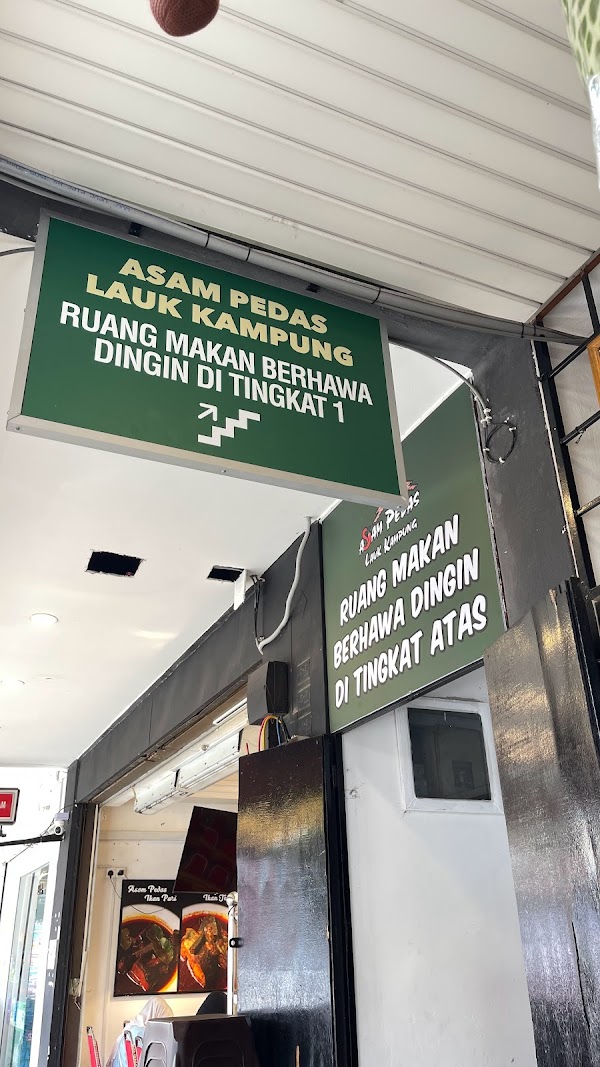 ASAM PEDAS
LAUK KAMPUNG
RUANG MAKAN BERHAWA
DINGIN DI TINGKAT 1
ASAM PEDAS
LAUK KAMPUNG
RUANG MAKAN
BERHAWA DINGIN
DI TINGKAT ATAS
Asam Pedas
Ikan Pari